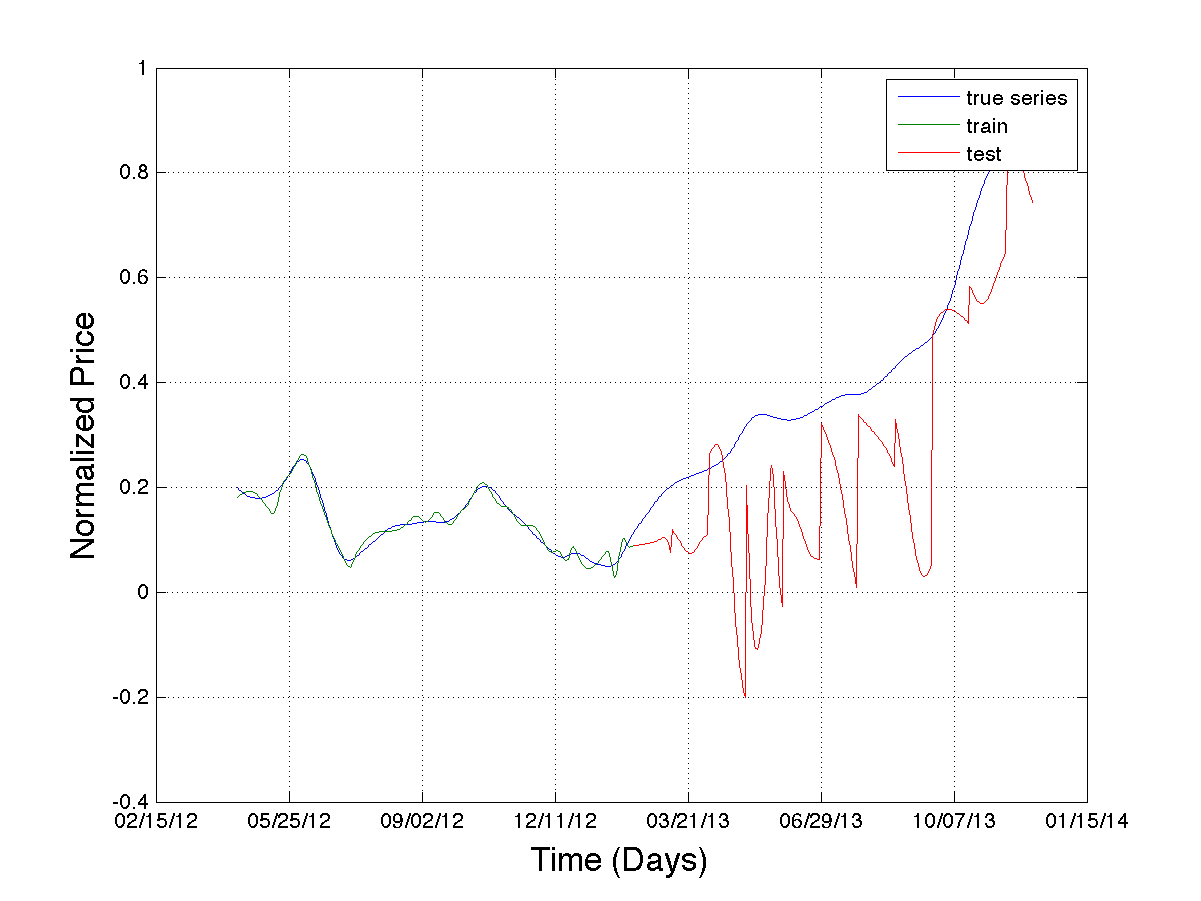 1
true series
train
test
0.8
0.6
0.4
0.2
0
-0.2
-0.4
Normalized Price
02/15/12 05/25/12 09/02/12 12/11/12 03/21/13 06/29/13 10/07/13 01/15/14
Time (Days)